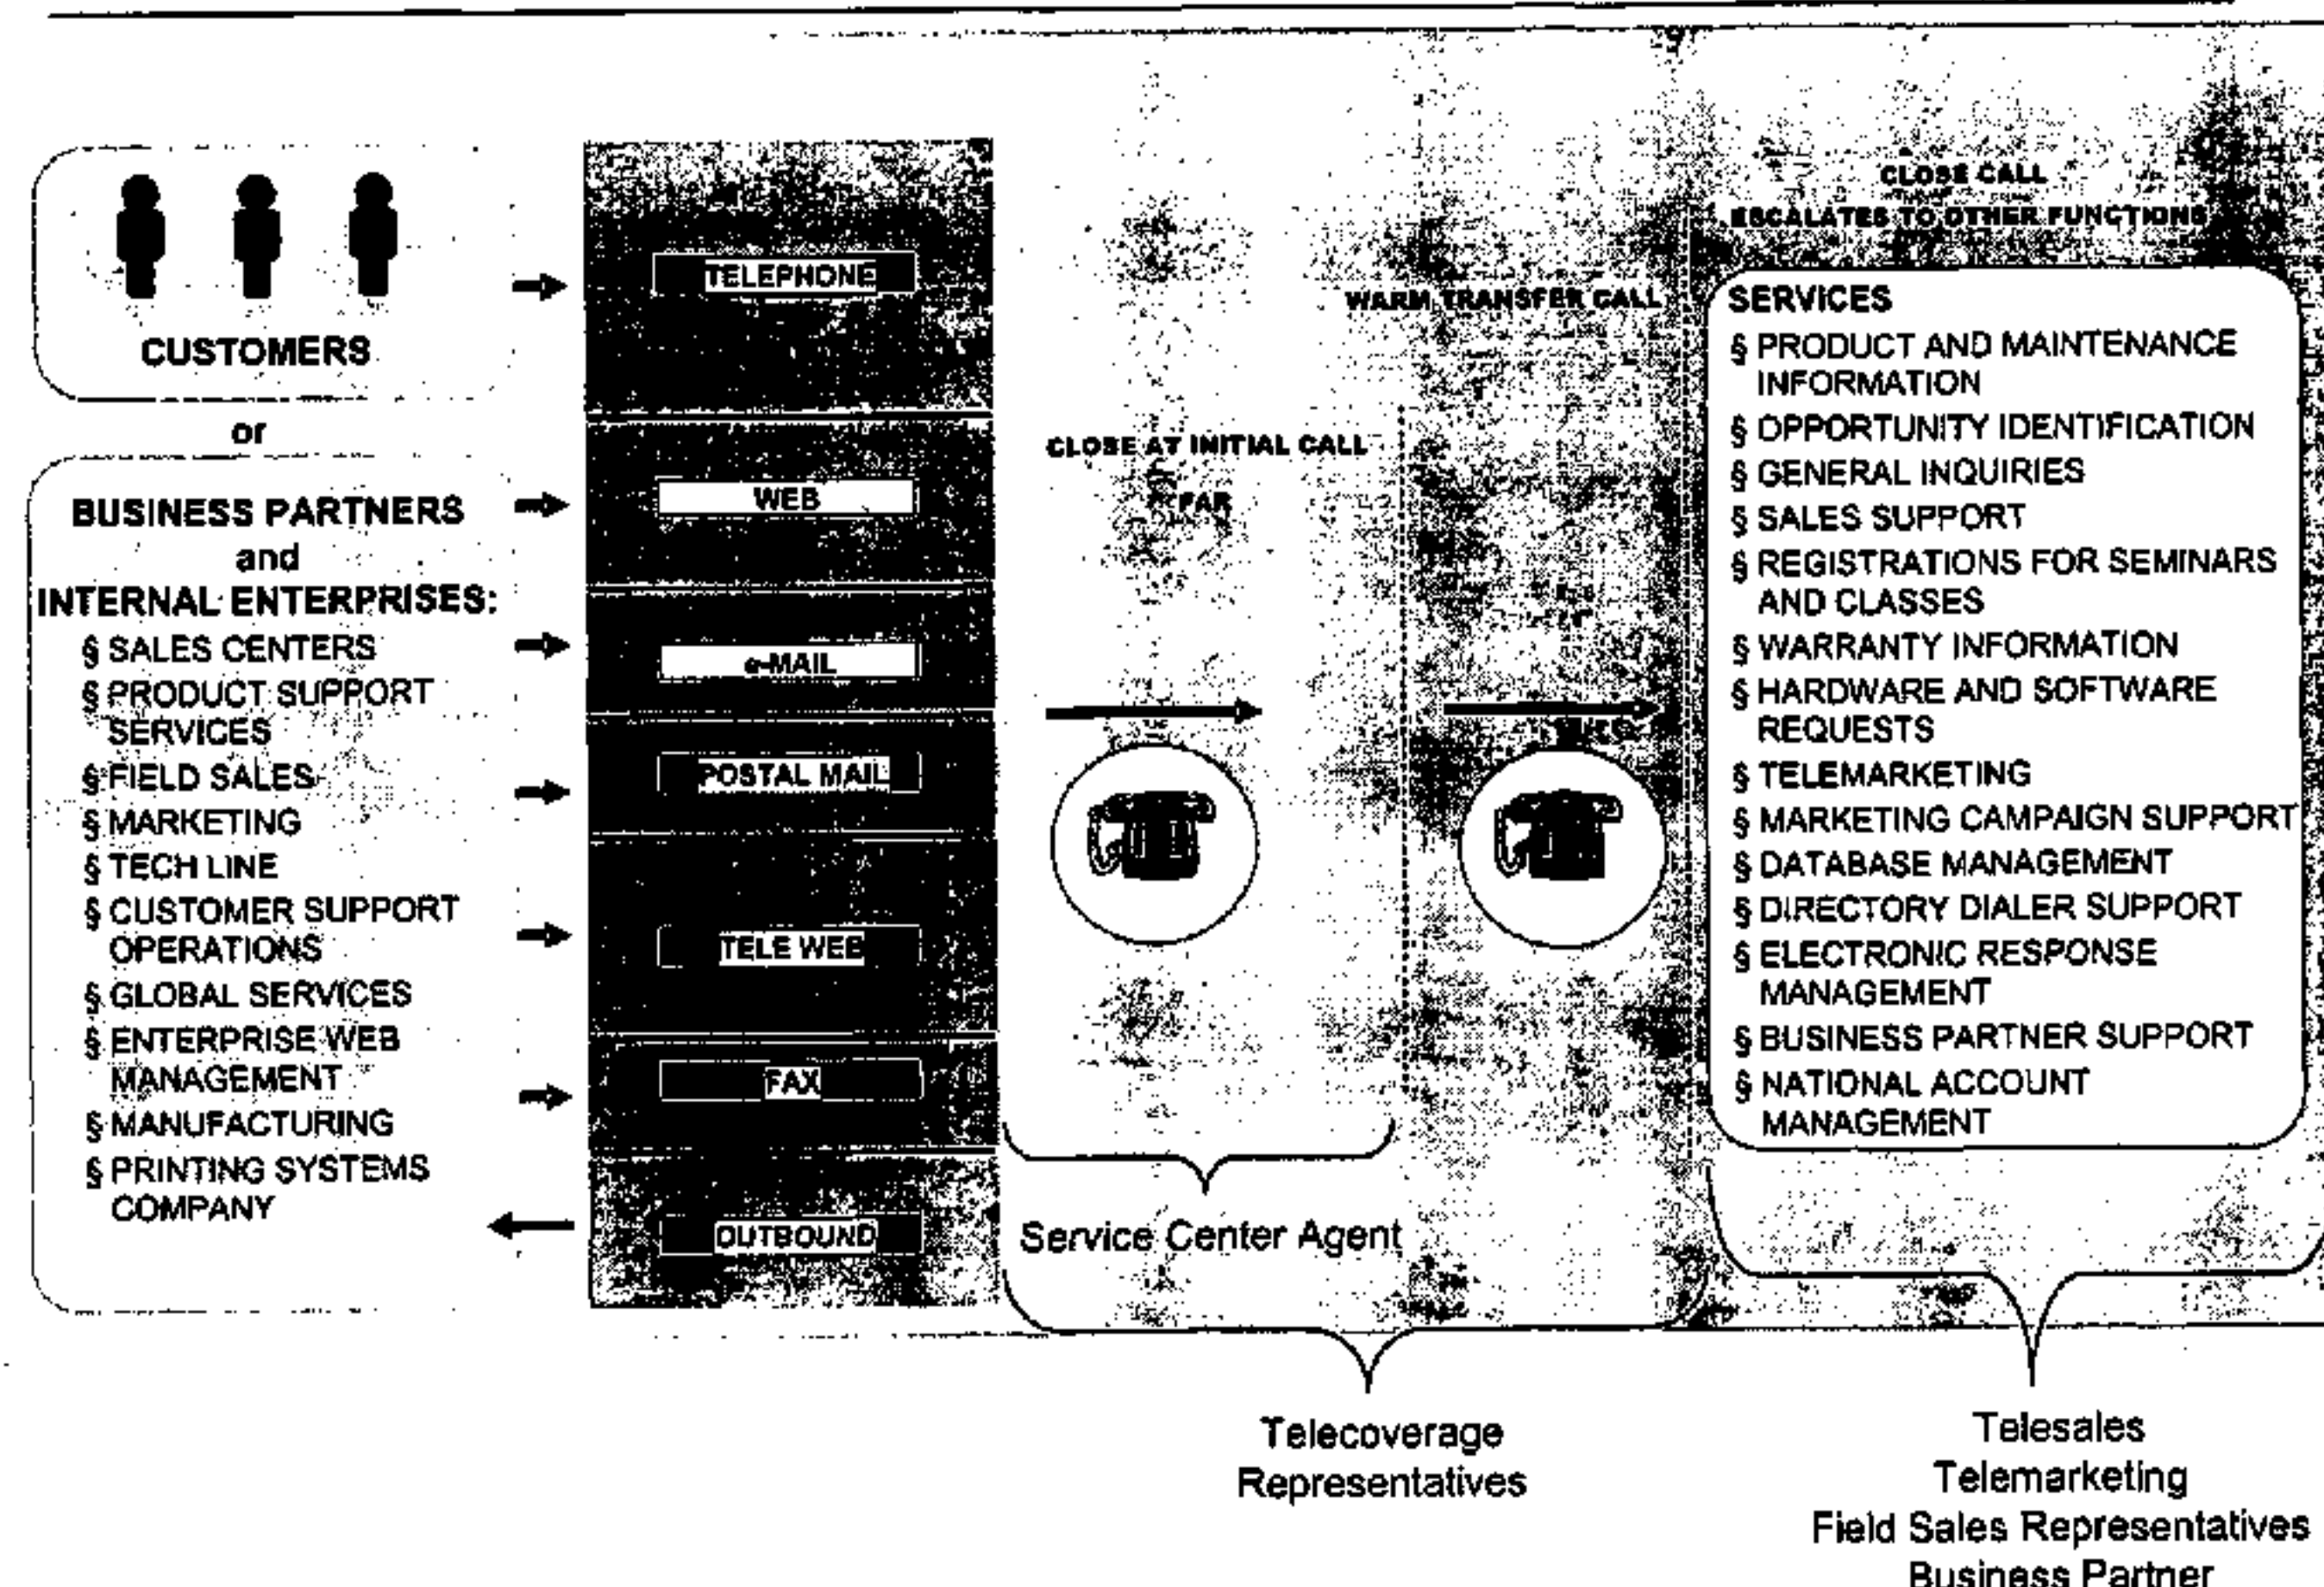 CUSTOMERS
or
BUSINESS PARTNERS
and
INTERNAL ENTERPRISES:
§ SALES CENTERS
§ PRODUCT SUPPORT
SERVICES
§ FIELD SALES
§ MARKETING
§ TECH LINE
§ CUSTOMER SUPPORT
OPERATIONS
§ GLOBAL SERVICES
§ ENTERPRISE WEB
MANAGEMENT
§ MANUFACTURING
§ PRINTING SYSTEMS
COMPANY
TELEPHONE
WEB
e-MAIL
POSTAL MAIL
TELE WEB
FAX
OUTBOUND
CLOSE AT INITIAL CALL
FAR
Service Center Agent
WARM TRANSFER CALL
CLOSE CALL
ESCALATES TO OTHER FUNCTIONS
SERVICES
§ PRODUCT AND MAINTENANCE
INFORMATION
§ OPPORTUNITY IDENTIFICATION
§ GENERAL INQUIRIES
§ SALES SUPPORT
§ REGISTRATIONS FOR SEMINARS
AND CLASSES
§ WARRANTY INFORMATION
§ HARDWARE AND SOFTWARE
REQUESTS
§ TELEMARKETING
§ MARKETING CAMPAIGN SUPPORT
§ DATABASE MANAGEMENT
§ DIRECTORY DIALER SUPPORT
§ ELECTRONIC RESPONSE
MANAGEMENT
§ BUSINESS PARTNER SUPPORT
§ NATIONAL ACCOUNT
MANAGEMENT
Telecoverage
Representatives
Telesales
Telemarketing
Field Sales Representatives
Business Partner